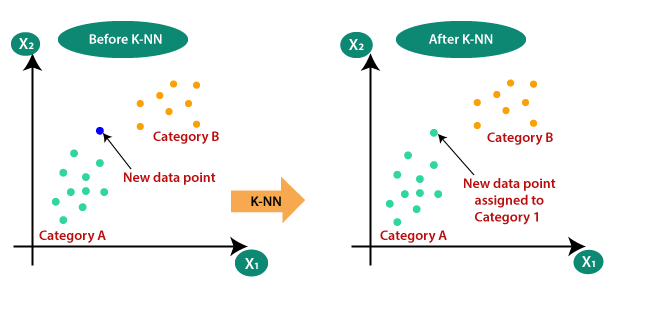 Before K-NN
X2
Category B
New data point
Category A
X1
K-NN
After K-NN
X2
Category B
New data point
assigned to
Category 1
Category A
X1